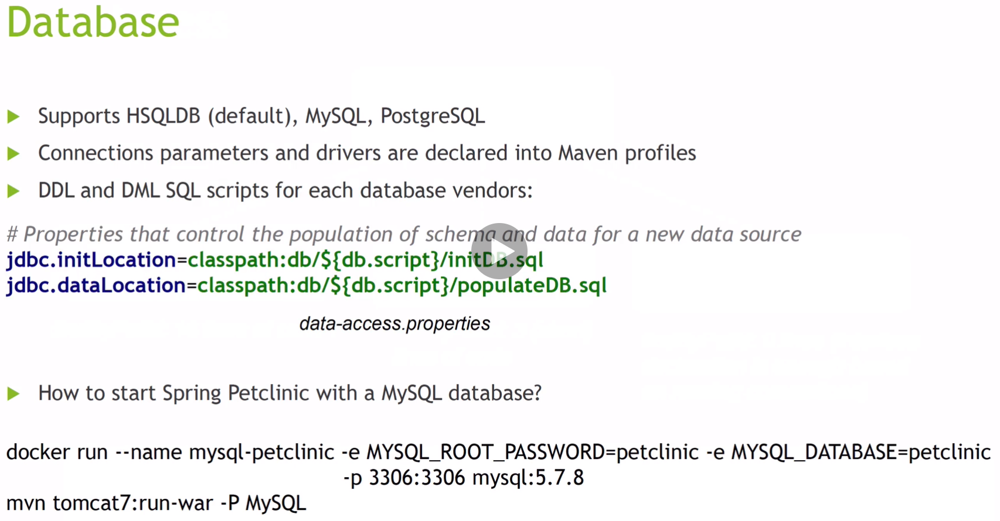 Database
Supports HSQLDB (default), MySQL, PostgreSQL
Connections parameters and drivers are declared into Maven profiles
DDL and DML SQL scripts for each database vendors:
# Properties that control the population of schema and data for a new data source
jdbc.initLocation=classpath:db/${db.script}/initDB.sql
jdbc.dataLocation=classpath:db/${db.script}/populateDB.sql
data-access.properties
How to start Spring Petclinic with a MySQL database?
docker run --name mysql-petclinic -e MYSQL_ROOT_PASSWORD=petclinic -e MYSQL_DATABASE=petclinic
-p 3306:3306 mysql:5.7.8
mvn tomcat7:run-war -P MySQL